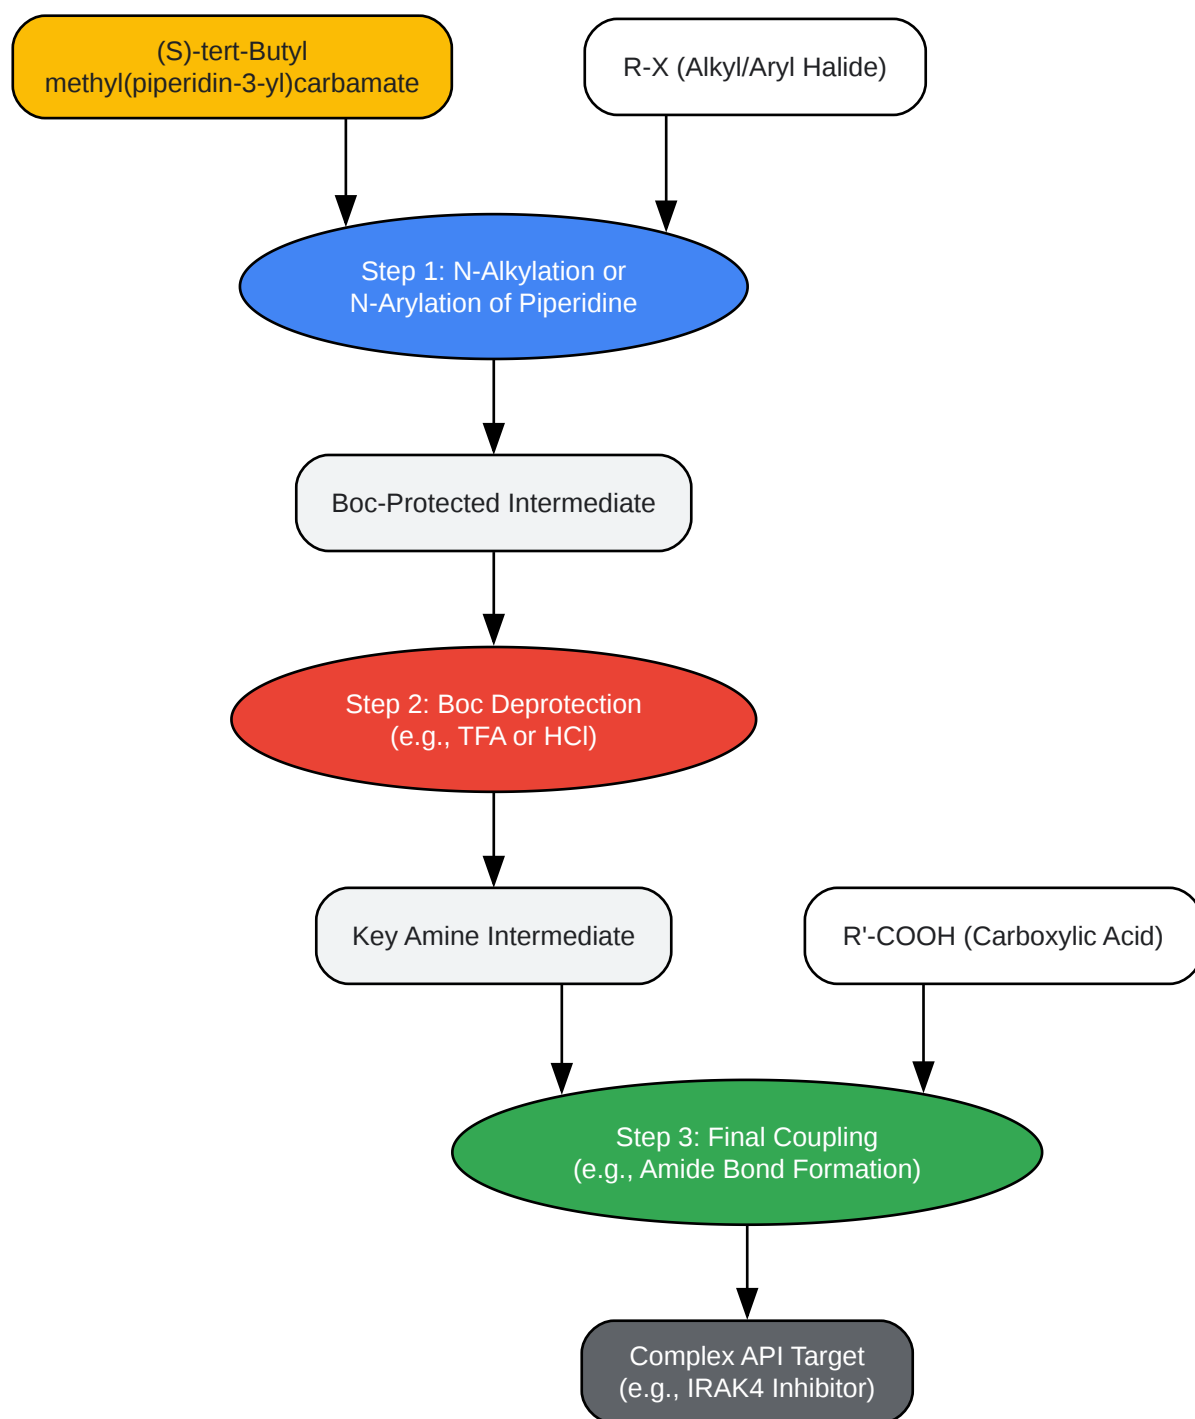 (S)-tert-Butyl
methyl(piperidin-3-yl)carbamate
R-X (Alkyl/Aryl Halide)
Step 1: N-Alkylation or
N-Arylation of Piperidine
Boc-Protected Intermediate
Step 2: Boc Deprotection
(e.g., TFA or HCl)
Key Amine Intermediate
R'-COOH (Carboxylic Acid)
Step 3: Final Coupling
(e.g., Amide Bond Formation)
Complex API Target
(e.g., IRAK4 Inhibitor)